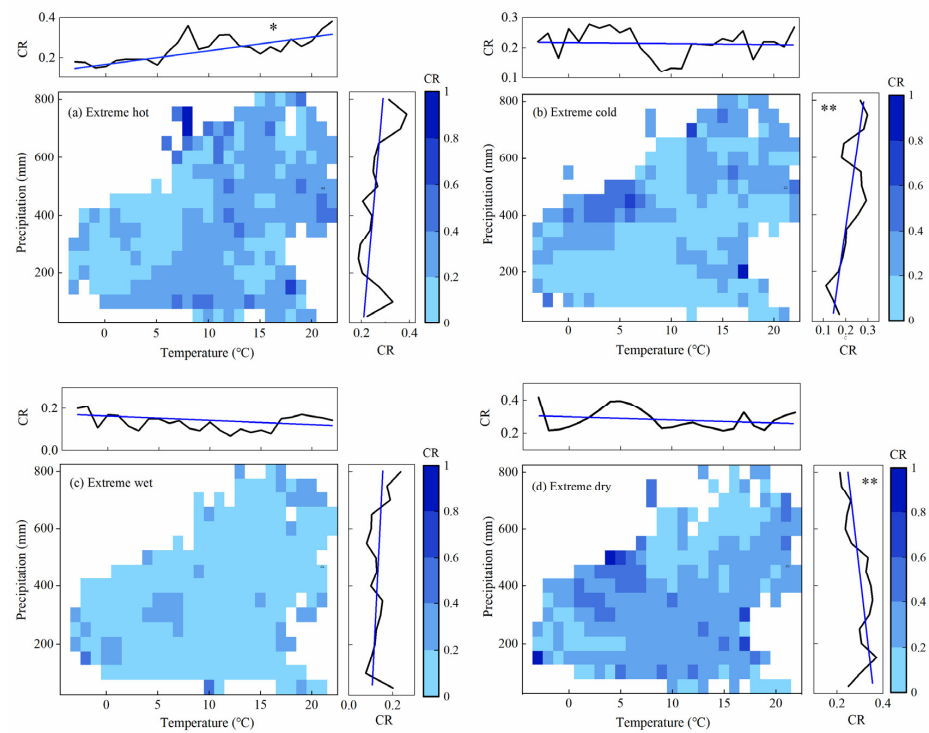 0.4
0.2
CR
*
800
600
400
200
Precipitation (mm)
(a) Extreme hot
0 5 10 15 20
Temperature (℃)
0.2 0.3 0.4
CR
CR
1
0.8
0.6
0.4
0.2
0
0.3
0.2
0.1
CR
800
600
400
200
Precipitation (mm)
(b) Extreme cold
0 5 10 15 20
Temperature (℃)
**
0.1 0.2 0.3
CR
CR
1
0.8
0.6
0.4
0.2
0
0.2
0.0
CR
800
600
400
200
Precipitation (mm)
(c) Extreme wet
0 5 10 15 20
Temperature (℃)
0.2
CR
CR
1
0.8
0.6
0.4
0.2
0
0.4
0.2
CR
800
600
400
200
Precipitation (mm)
(d) Extreme dry
0 5 10 15 20
Temperature (℃)
**
0.2 0.4
CR
CR
1
0.8
0.6
0.4
0.2
0